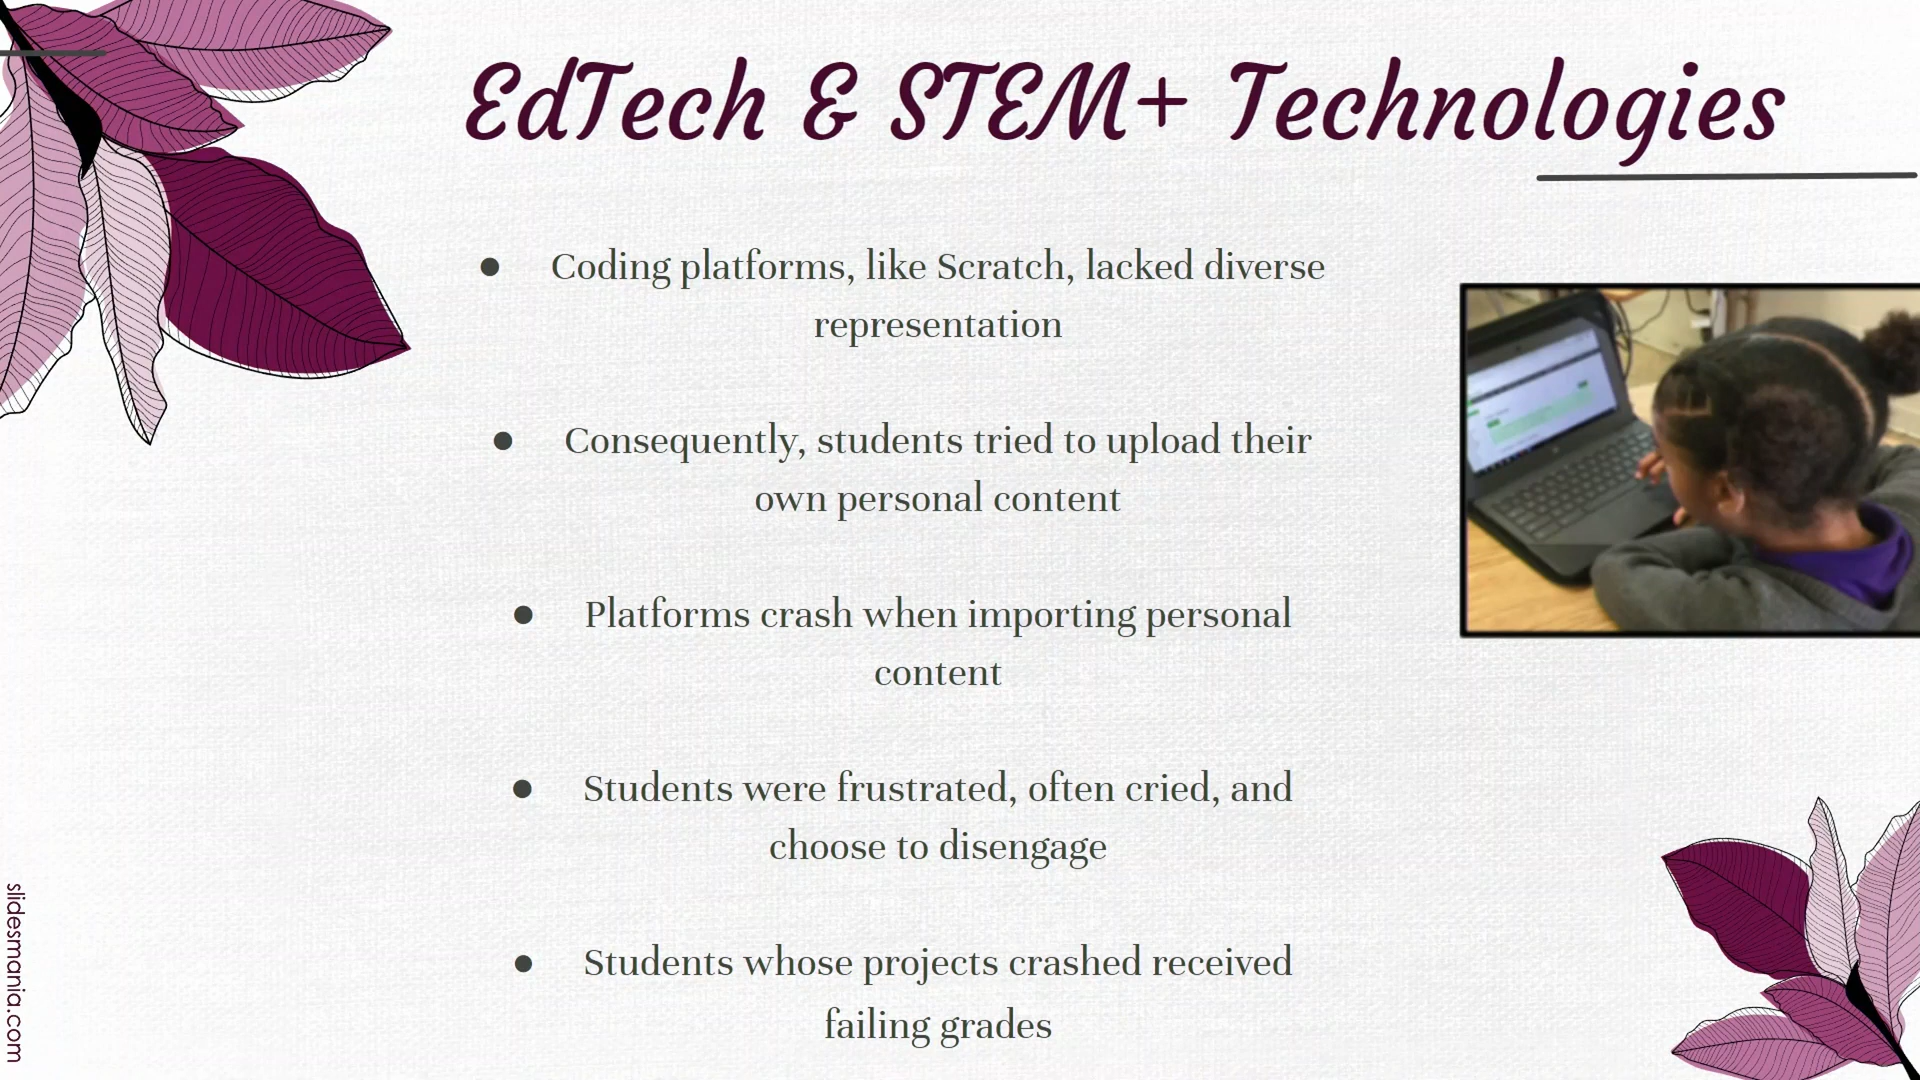 EdTech & STEM+ Technologies
● Coding platforms, like Scratch, lacked diverse
representation
● Consequently, students tried to upload their
own personal content
● Platforms crash when importing personal
content
● Students were frustrated, often cried, and
choose to disengage
● Students whose projects crashed received
failing grades
slidesmania.com